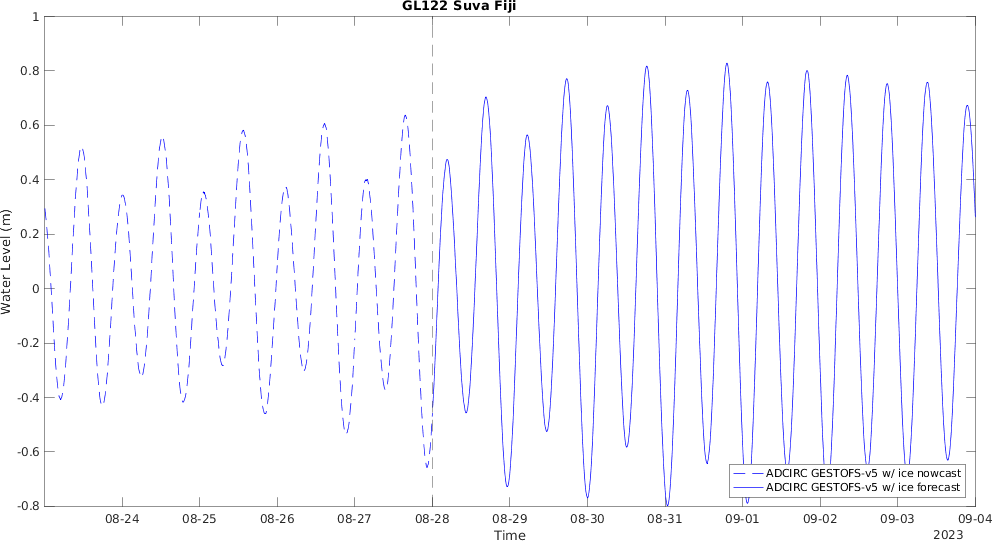 GL122 Suva Fiji
Water Level (m)
1
0.8
0.6
0.4
0.2
0
-0.2
-0.4
-0.6
-0.8
ADCIRC GESTOFS-v5 w/ ice nowcast
ADCIRC GESTOFS-v5 w/ ice forecast
08-24 08-25 08-26 08-27 08-28 08-29 08-30 08-31 09-01 09-02 09-03 09-04
Time
2023